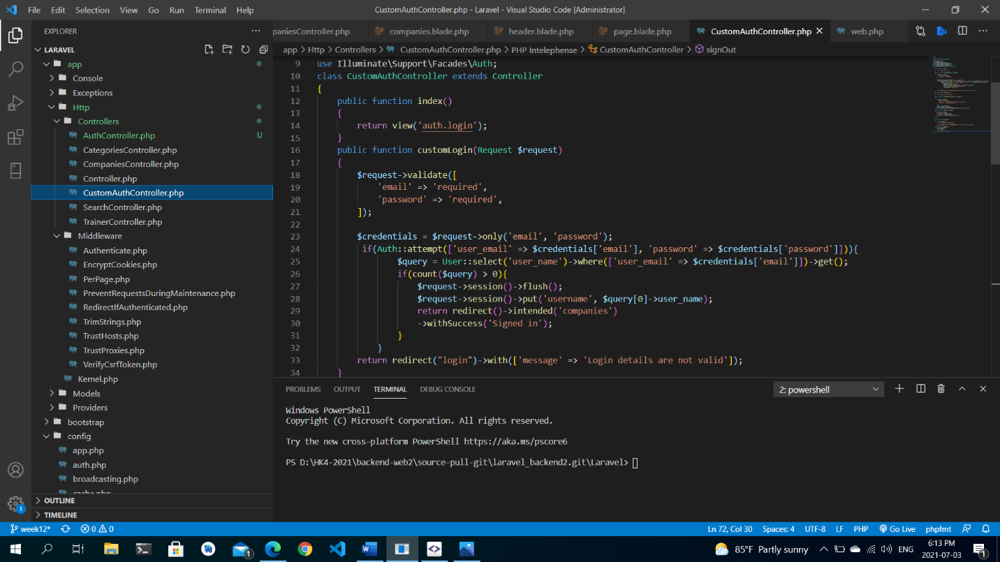 File Edit Selection View Go Run Terminal Help CustomAuthController.php - Laravel - Visual Studio Code [Administrator]
EXPLORER
LARAVEL
app
Console
Exceptions
Http
Controllers
AuthController.php U
CategoriesController.php
CompaniesController.php
Controller.php
CustomAuthController.php
SearchController.php
TrainerController.php
Middleware
Authenticate.php
EncryptCookies.php
PerPage.php
PreventRequestsDuringMaintenance.php
RedirectIfAuthenticated.php
TrimStrings.php
TrustHosts.php
TrustProxies.php
VerifyCsrfToken.php
Kernel.php
Models
Providers
bootstrap
config
app.php
auth.php
broadcasting.php
cache.php
OUTLINE
TIMELINE
paniesController.php companies.blade.php header.blade.php page.blade.php CustomAuthController.php web.php
app > Http > Controllers > CustomAuthController.php > PHP Intelephense > CustomAuthController > signOut
9 use Illuminate\Support\Facades\Auth;
10 class CustomAuthController extends Controller
11 {
12 public function index()
13 {
14 return view('auth.login');
15 }
16 public function customLogin(Request $request)
17 {
18 $request->validate([
19 'email' => 'required',
20 'password' => 'required',
21 ]);
22
23 $credentials = $request->only('email', 'password');
24 if(Auth::attempt(['user_email' => $credentials['email'], 'password' => $credentials['password']])){
25 $query = User::select('user_name')->where(['user_email' => $credentials['email']])->get();
26 if(count($query) > 0){
27 $request->session()->flush();
28 $request->session()->put('username', $query[0]->user_name);
29 return redirect()->intended('companies')
30 ->withSuccess('Signed in');
31 }
32 }
33 return redirect("login")->with(['message' => 'Login details are not valid']);
34 }
PROBLEMS OUTPUT TERMINAL DEBUG CONSOLE 2: powershell
Windows PowerShell
Copyright (C) Microsoft Corporation. All rights reserved.
Try the new cross-platform PowerShell https://aka.ms/pscore6
PS D:\HK4-2021\backend-web2\source-pull-git\laravel_backend2.git\Laravel>
1
week12* 0 0 Ln 72, Col 30 Spaces: 4 UTF-8 LF PHP Go Live phpfmt
1 85°F Partly sunny ENG 6:13 PM
2021-07-03 1